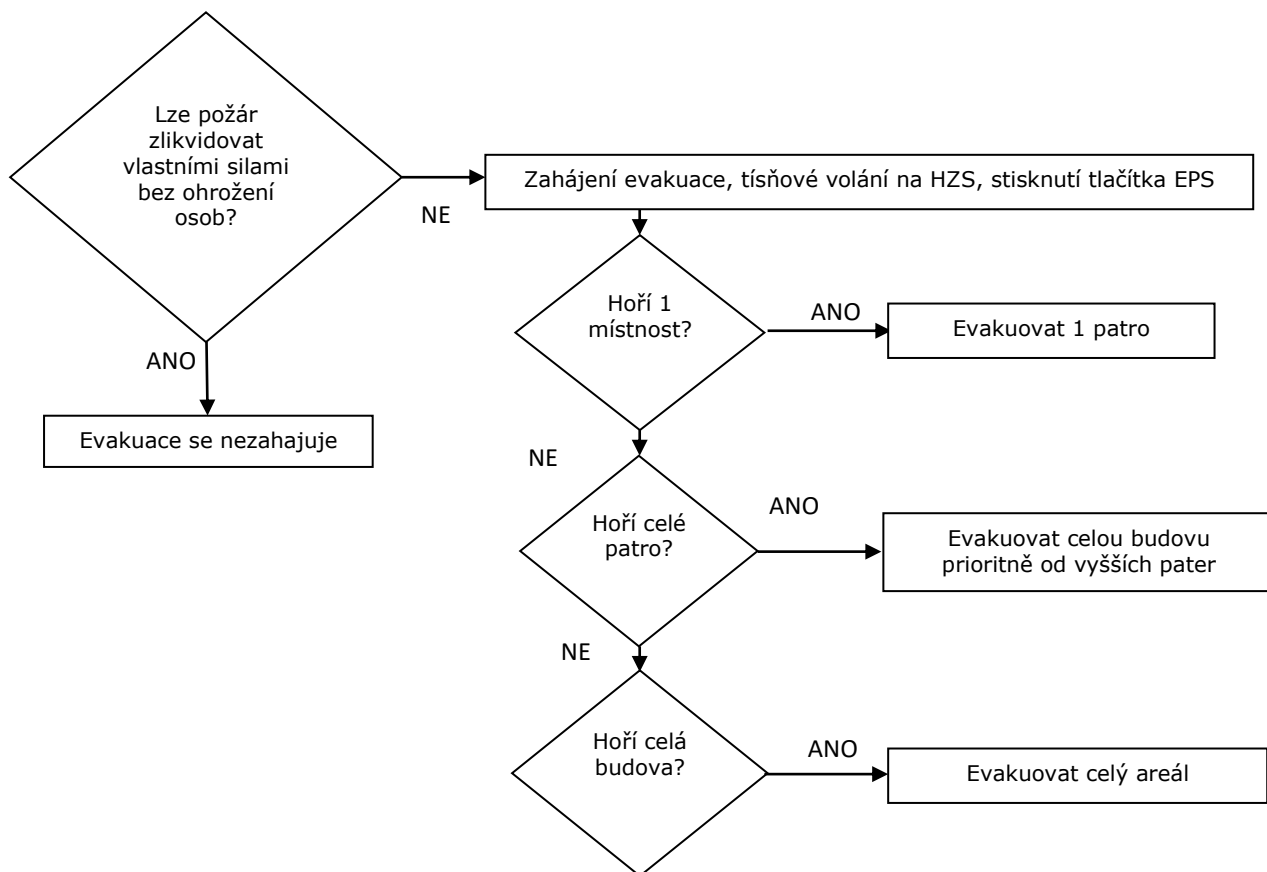 Lze požár
zlikvidovat
vlastními silami
bez ohrožení
osob?
NE
Zahájení evakuace, tísňové volání na HZS, stisknutí tlačítka EPS
ANO
Evakuace se nezahajuje
Hoří 1
místnost?
ANO
Evakuovat 1 patro
NE
Hoří celé
patro?
ANO
Evakuovat celou budovu
prioritně od vyšších pater
NE
Hoří celá
budova?
ANO
Evakuovat celý areál